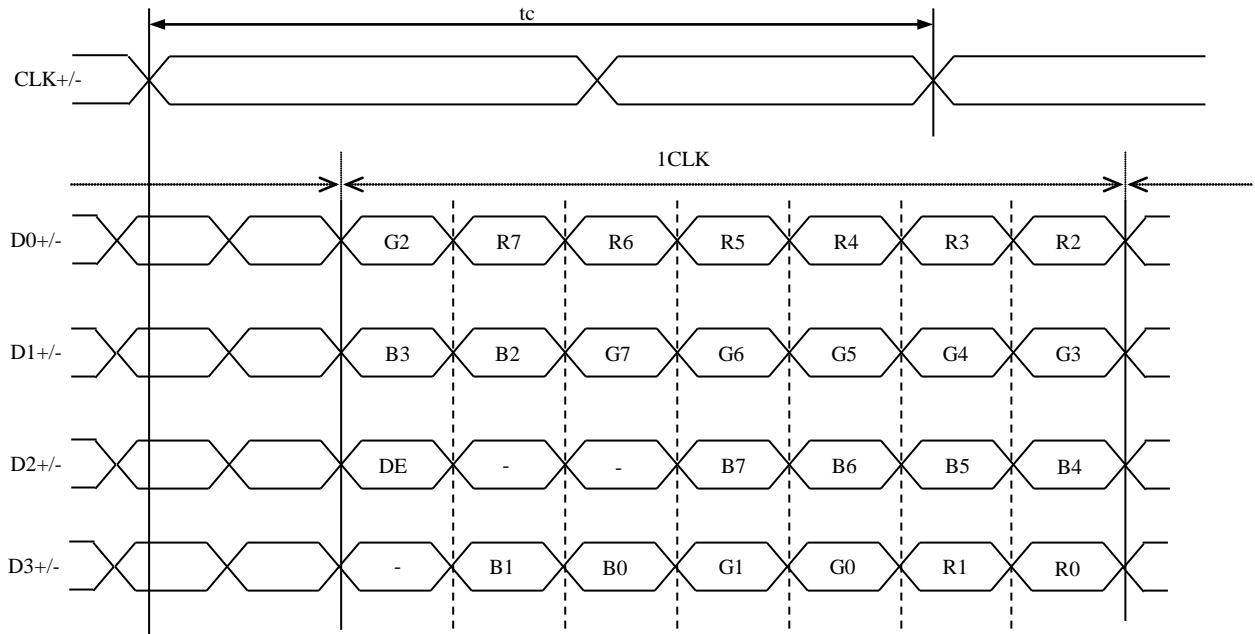 tc
CLK+/-
1CLK
D0+/- G2 R7 R6 R5 R4 R3 R2
D1+/- B3 B2 G7 G6 G5 G4 G3
D2+/- DE - - B7 B6 B5 B4
D3+/- - B1 B0 G1 G0 R1 R0